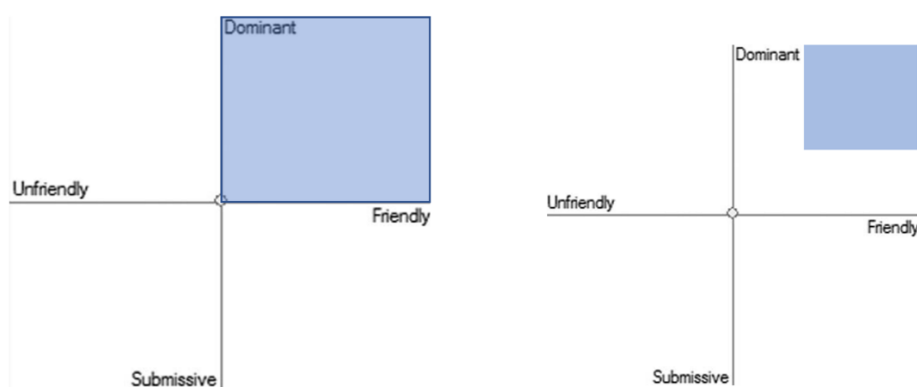 Dominant
Unfriendly
Friendly
Submissive
Dominant
Unfriendly
Friendly
Submissive